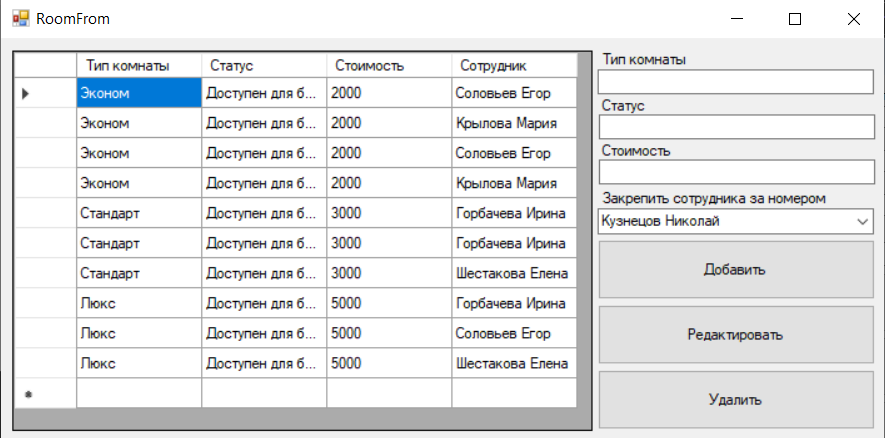 RoomFrom
Тип комнаты Статус Стоимость Сотрудник
Эконом Доступен для б... 2000 Соловьев Егор
Эконом Доступен для б... 2000 Крылова Мария
Эконом Доступен для б... 2000 Соловьев Егор
Эконом Доступен для б... 2000 Крылова Мария
Стандарт Доступен для б... 3000 Горбачева Ирина
Стандарт Доступен для б... 3000 Горбачева Ирина
Стандарт Доступен для б... 3000 Шестакова Елена
Люкс Доступен для б... 5000 Горбачева Ирина
Люкс Доступен для б... 5000 Соловьев Егор
Люкс Доступен для б... 5000 Шестакова Елена
Тип комнаты
Статус
Стоимость
Закрепить сотрудника за номером
Кузнецов Николай
Добавить
Редактировать
Удалить